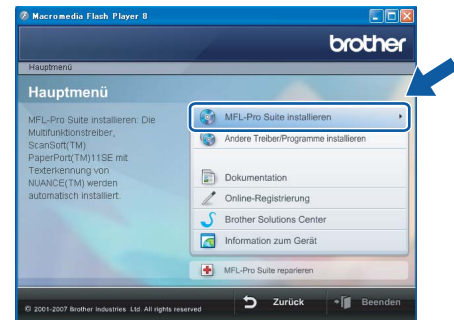 Macromedia Flash Player 8
brother
Hauptmenü
Hauptmenü
MFL-Pro Suite installieren: Die
Multifunktionstreiber,
ScanSoft(TM)
PaperPort(TM)11SE mit
Texterkennung von
NUANCE(TM) werden
automatisch installiert.
MFL-Pro Suite installieren
Andere Treiber/Programme installieren
Dokumentation
Online-Registrierung
Brother Solutions Center
Information zum Gerät
MFL-Pro Suite reparieren
© 2001-2007 Brother Industries Ltd. All rights reserved
Zurück
Beenden